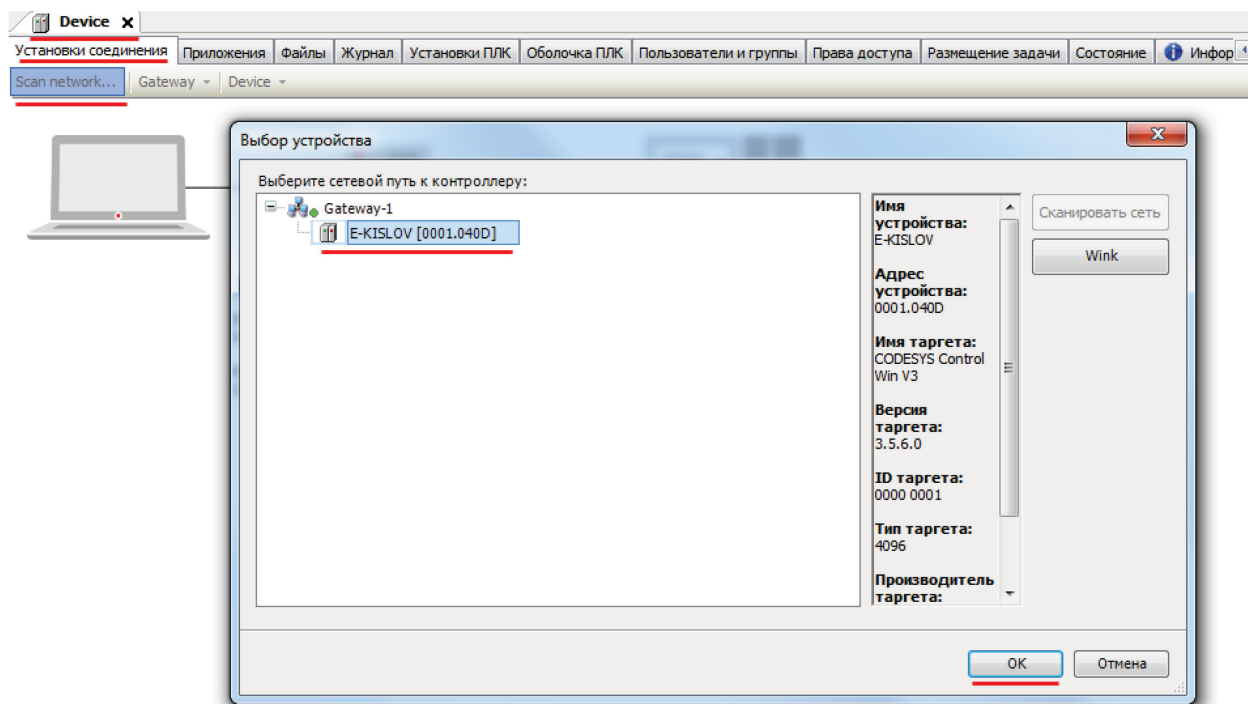 Device
Установки соединения Приложения Файлы Журнал Установки ПЛК Оболочка ПЛК Пользователи и группы Права доступа Размещение задачи Состояние Инфор
Scan network... Gateway Device
Выбор устройства
Выберите сетевой путь к контроллеру:
Gateway-1
E-KISLOV [0001.040D]
Имя
устройства:
E-KISLOV
Адрес
устройства:
0001.040D
Имя таргета:
CODESYS Control
Win V3
Версия
таргета:
3.5.6.0
ID таргета:
0000 0001
Тип таргета:
4096
Производитель
таргета:
Сканировать сеть
Wink
OK Отмена